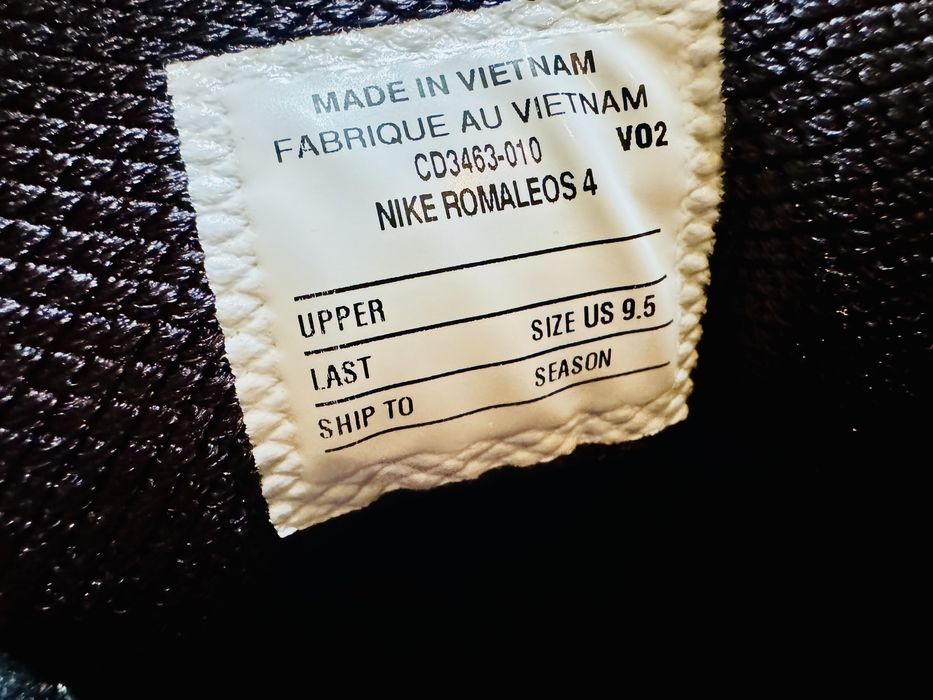 MADE IN VIETNAM
FABRIQUE AU VIETNAM
CD3463-010 VO2
NIKE ROMALEOS 4
UPPER
LAST SIZE US 9.5
SHIP TO SEASON